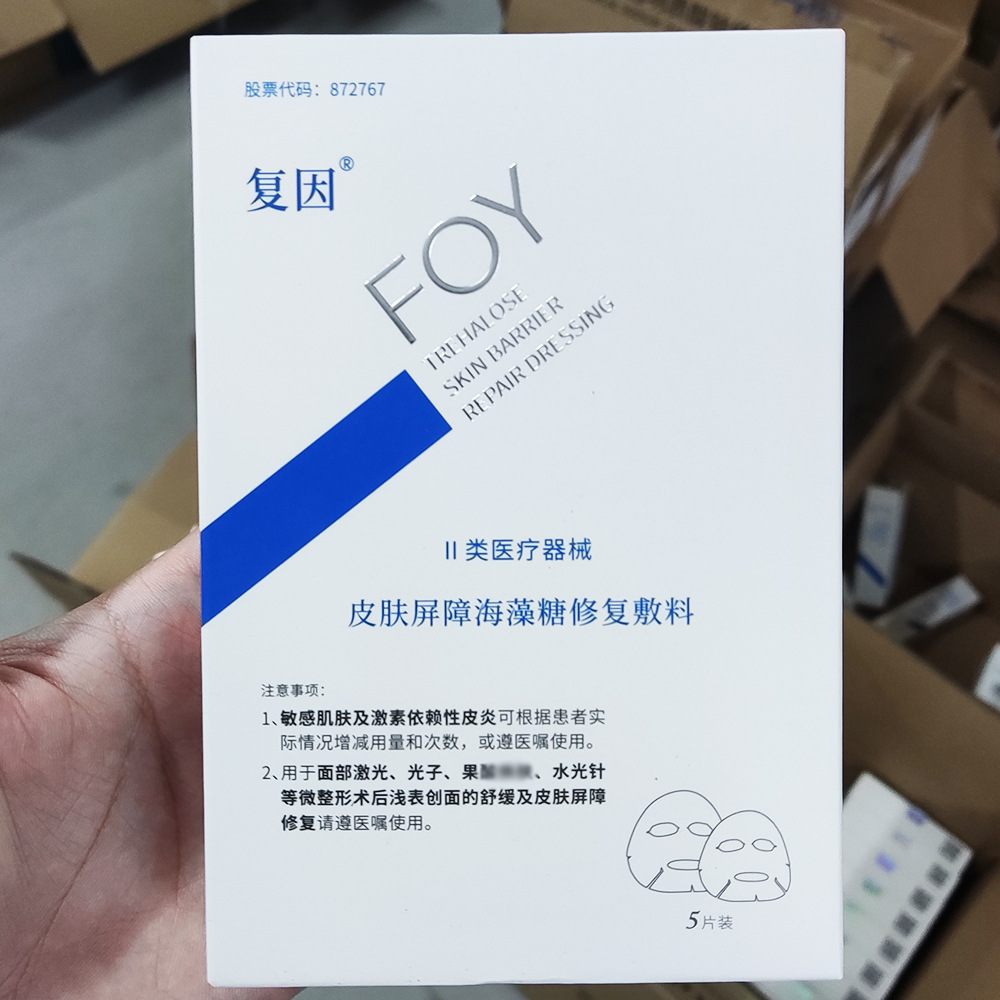 股票代码：872767
复因®
FOY
TREHALOSE
SKIN BARRIER
REPAIR DRESSING
II 类医疗器械
皮肤屏障海藻糖修复敷料
注意事项：
1、敏感肌肤及激素依赖性皮炎可根据患者实
际情况增减用量和次数，或遵医嘱使用。
2、用于面部激光、光子、果、水光针
等微整形术后浅表创面的舒缓及皮肤屏障
修复请遵医嘱使用。
5片装